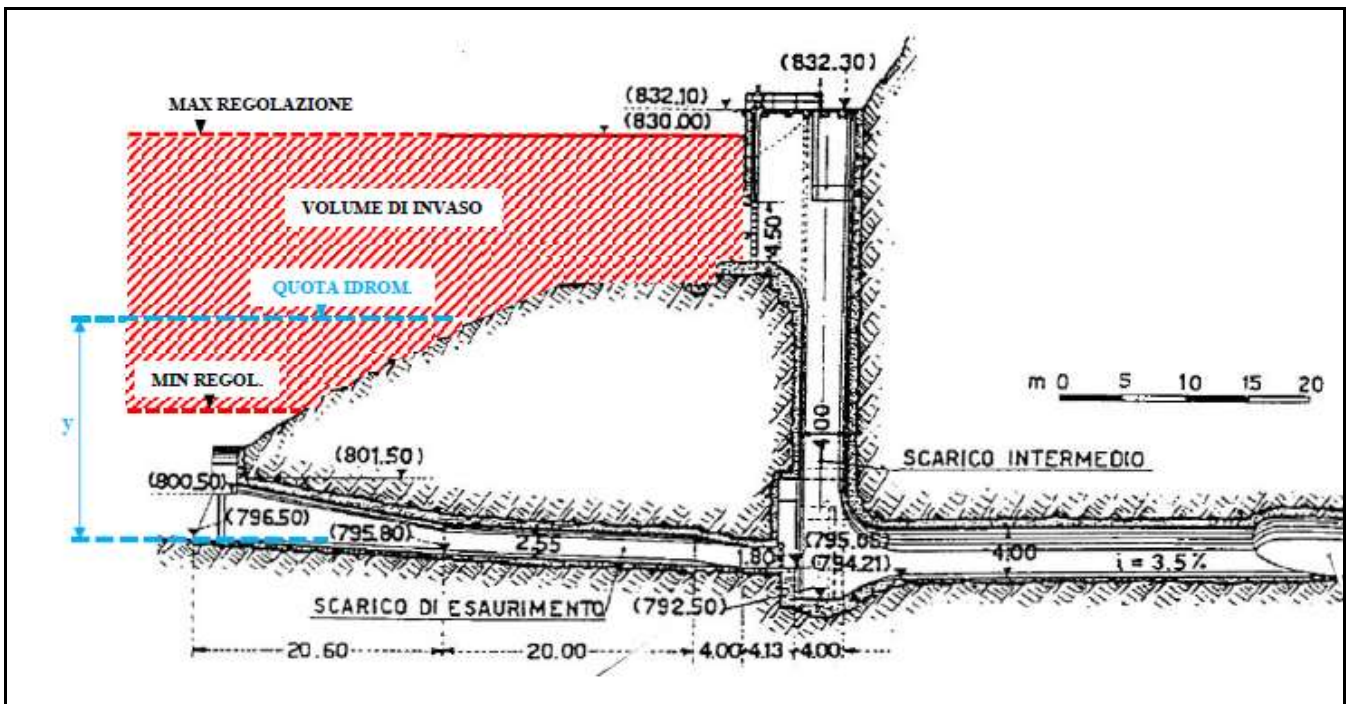 (832.30)
MAX REGOLAZIONE
(832.10)
(830.00)
VOLUME DI INVASO
4.50
QUOTA IDROM.
MIN REGOL.
m 0 5 10 15 20
y
(801.50)
SCARICO INTERMEDIO
(800.50)
(796.50)
(795.80)
2.55
1.80
(794.21)
4.00
i = 3.5%
SCARICO DI ESAURIMENTO
(792.50)
20.60
20.00
4.00
4.13
4.00